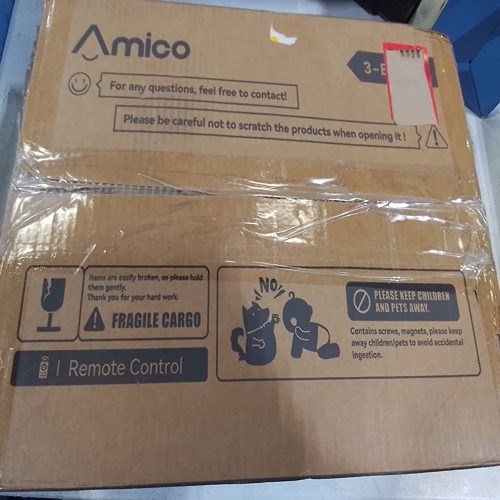 Amico
3-
For any questions, feel free to contact!
Please be careful not to scratch the products when opening it !
Items are easily broken, so please hold
them gently.
Thank you for your hard work.
FRAGILE CARGO
NO!
PLEASE KEEP CHILDREN
AND PETS AWAY.
Contains screws, magnets, please keep
away children/pets to avoid accidental
ingestion.
Remote Control